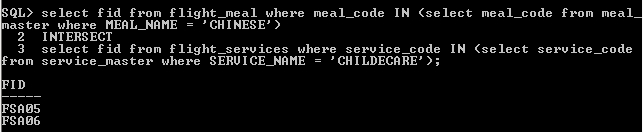 SQL> select fid from flight_meal where meal_code IN (select meal_code from meal_
master where MEAL_NAME = 'CHINESE')
2 INTERSECT
3 select fid from flight_services where service_code IN (select service_code
from service_master where SERVICE_NAME = 'CHILDECARE');
FID
-----
FSA05
FSA06